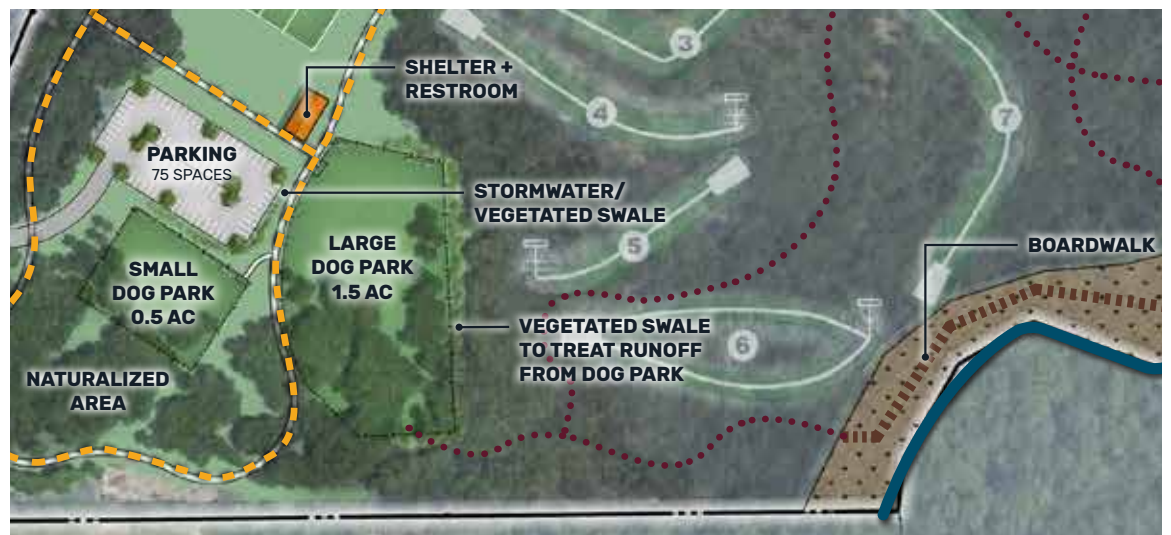 3
SHELTER +
RESTROOM
4
7
PARKING
75 SPACES
STORMWATER/
VEGETATED SWALE
5
LARGE
DOG PARK
1.5 AC
BOARDWALK
SMALL
DOG PARK
0.5 AC
VEGETATED SWALE
TO TREAT RUNOFF
FROM DOG PARK
6
NATURALIZED
AREA